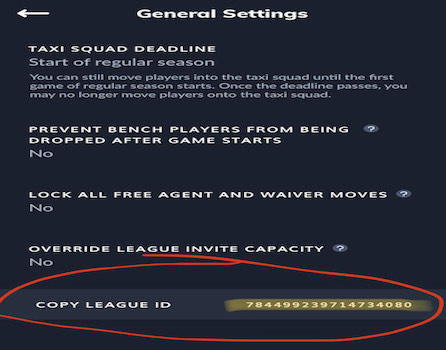 General Settings
TAXI SQUAD DEADLINE
Start of regular season
You can still move players into the taxi squad until the first
game of regular season starts. Once the deadline passes, you
may no longer move players onto the taxi squad.
PREVENT BENCH PLAYERS FROM BEING ?
DROPPED AFTER GAME STARTS
No
LOCK ALL FREE AGENT AND WAIVER MOVES ?
No
OVERRIDE LEAGUE INVITE CAPACITY ?
No
COPY LEAGUE ID 784499239714734080